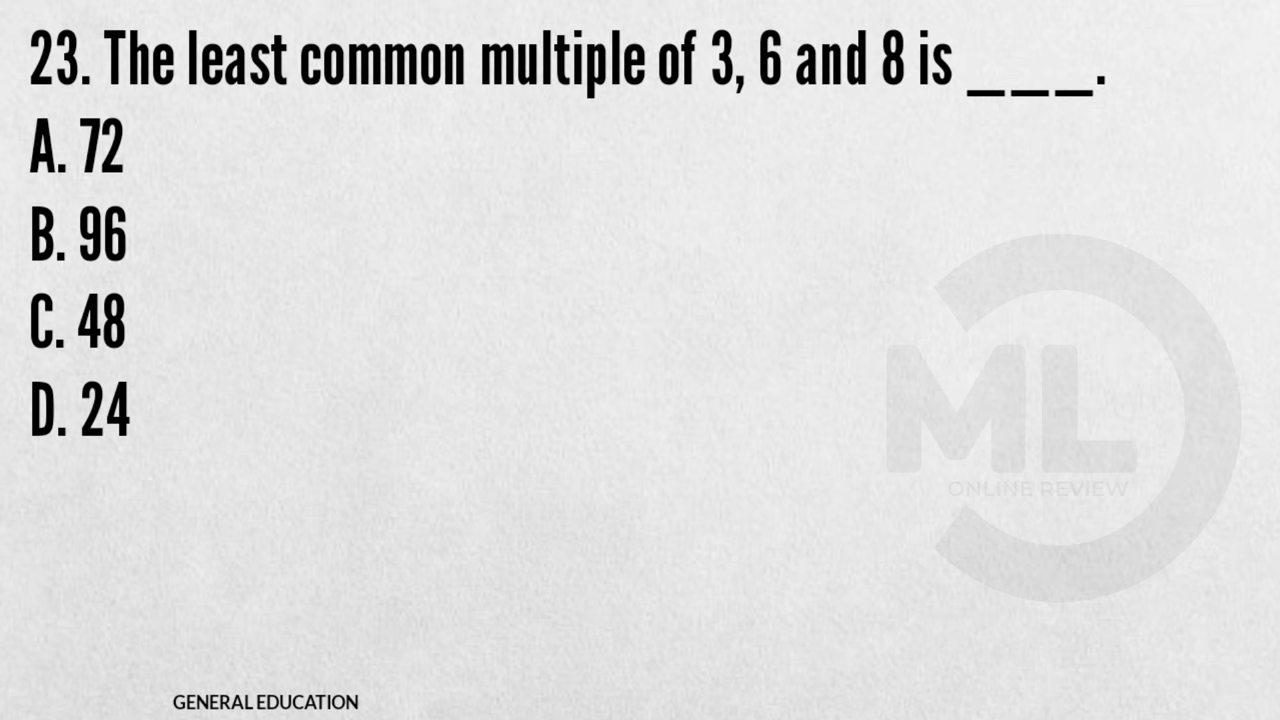 23. The least common multiple of 3, 6 and 8 is ___.
A. 72
B. 96
C. 48
D. 24
ML
ONLINE REVIEW
GENERAL EDUCATION